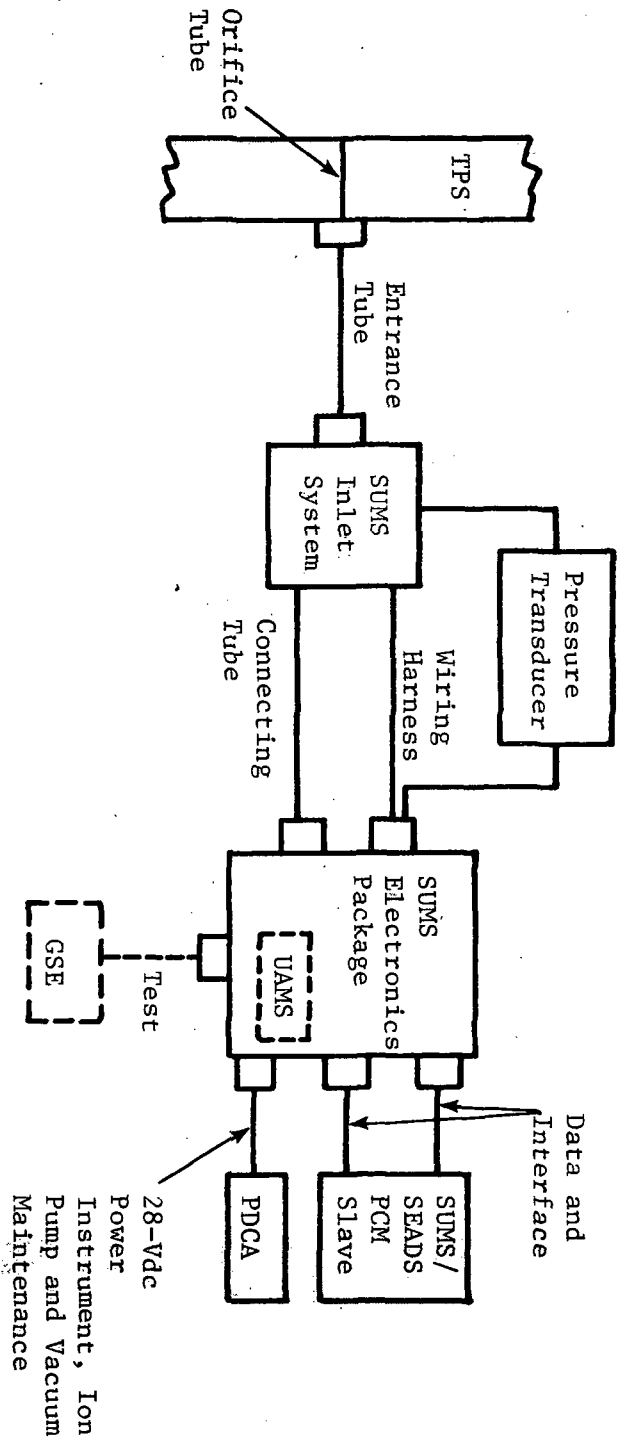 Orifice
Tube
TPS
Entrance
Tube
SUMS
Inlet
System
Pressure
Transducer
Wiring
Harness
Connecting
Tube
SUMS
Electronics
Package
UAMS
Test
GSE
Data and
Interface
SUMS/
SEADS
PCM
Slave
PDCA
28-Vdc
Power
Instrument, Ion
Pump and Vacuum
Maintenance